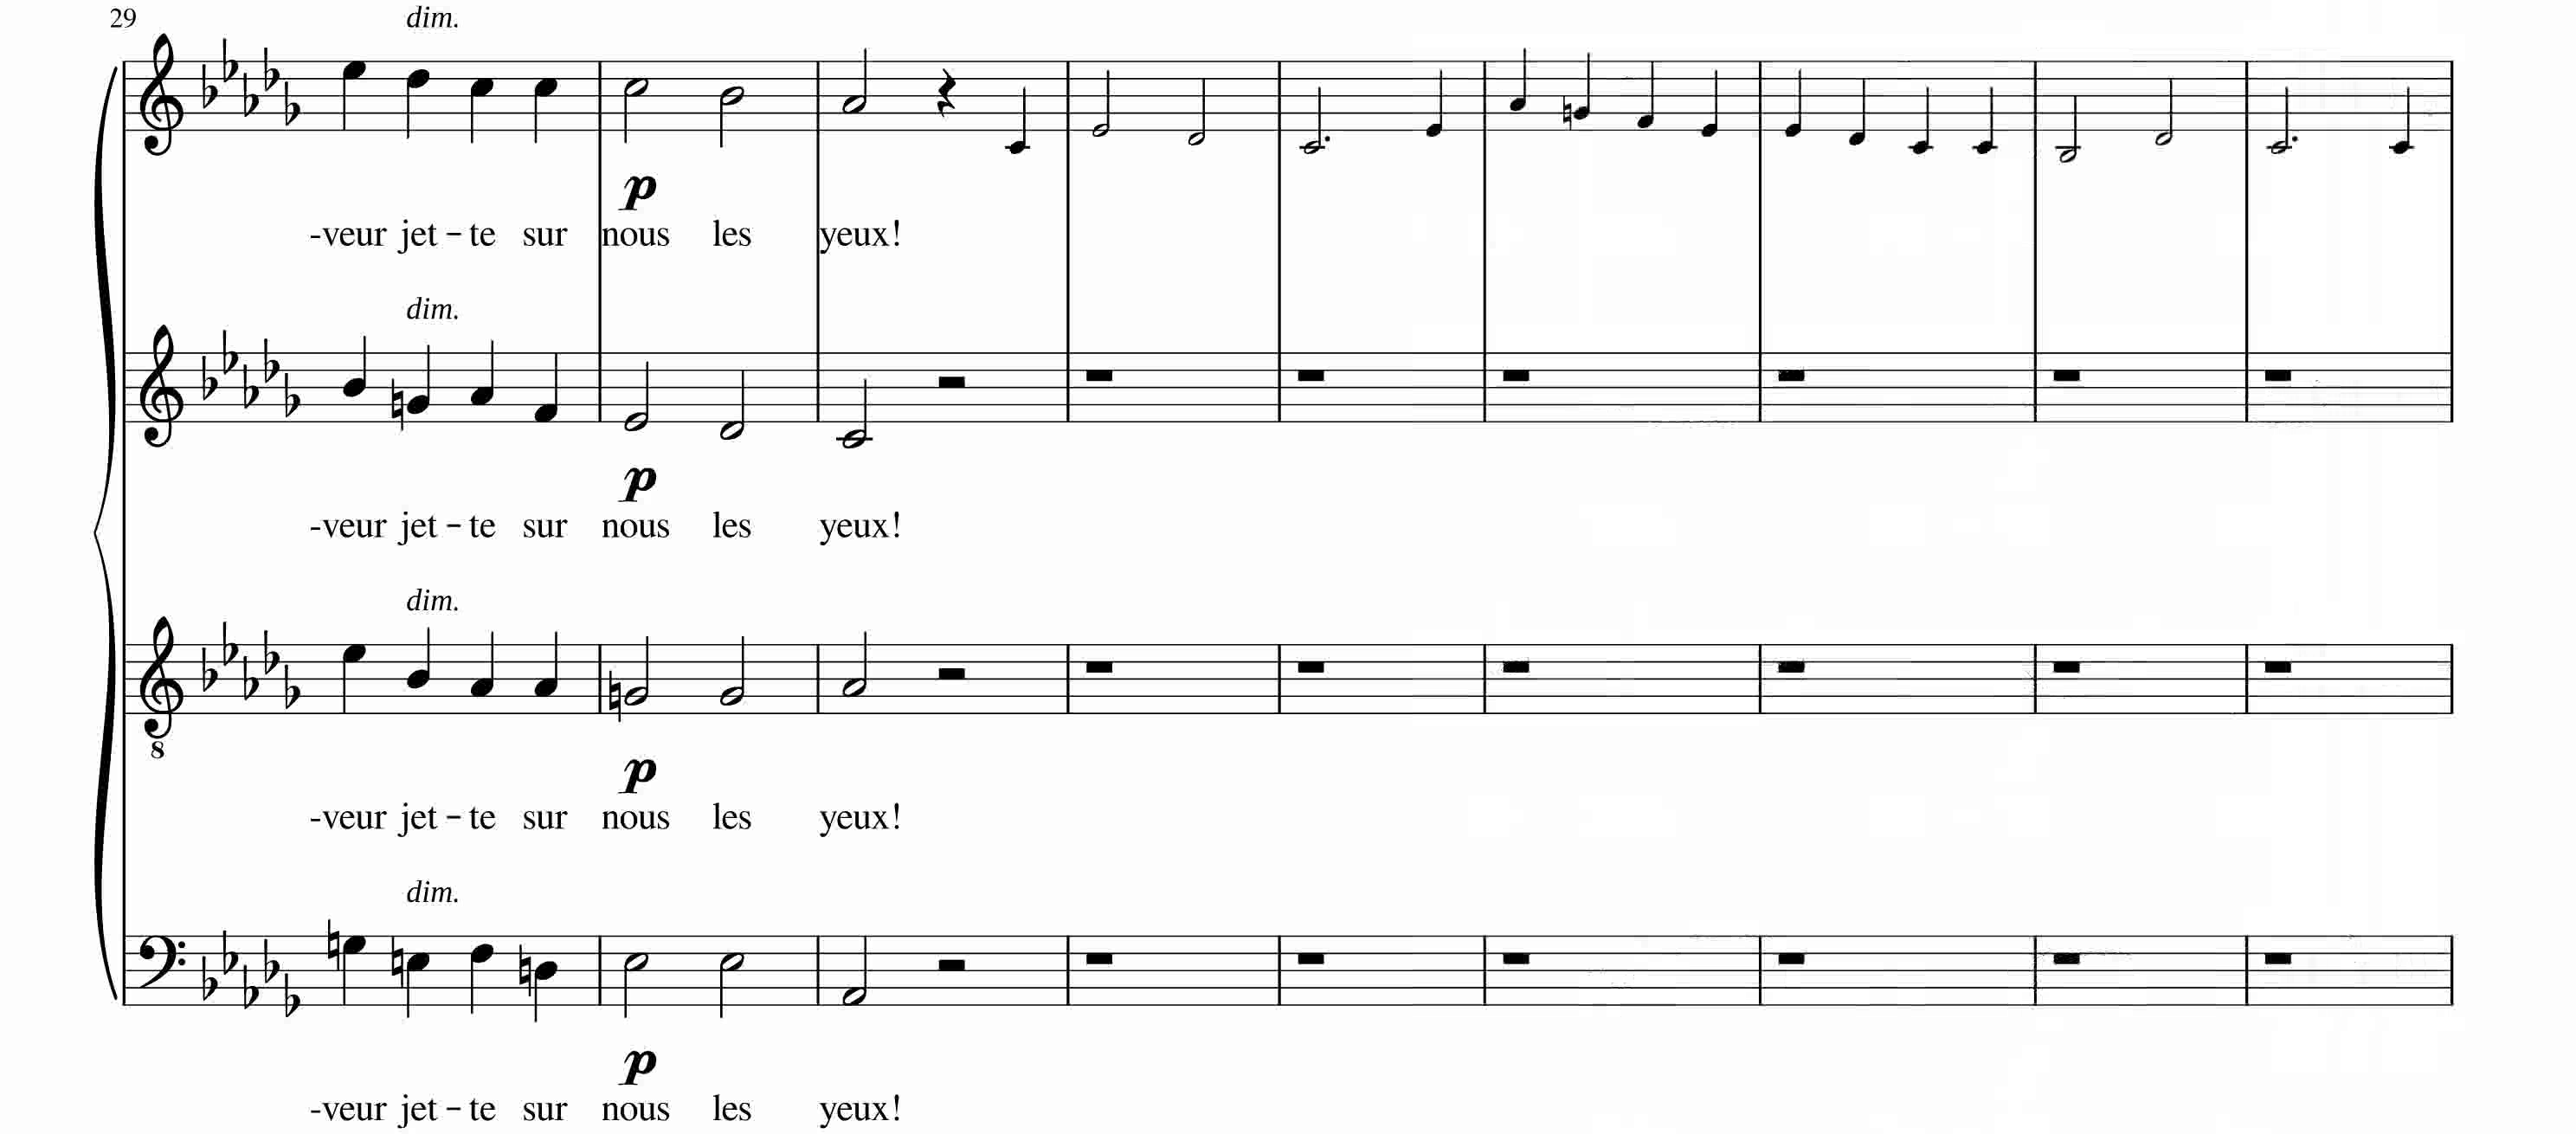 29
dim.
p
-veur jet - te sur nous les yeux!
dim.
p
-veur jet - te sur nous les yeux!
dim.
8
p
-veur jet - te sur nous les yeux!
dim.
p
-veur jet - te sur nous les yeux!